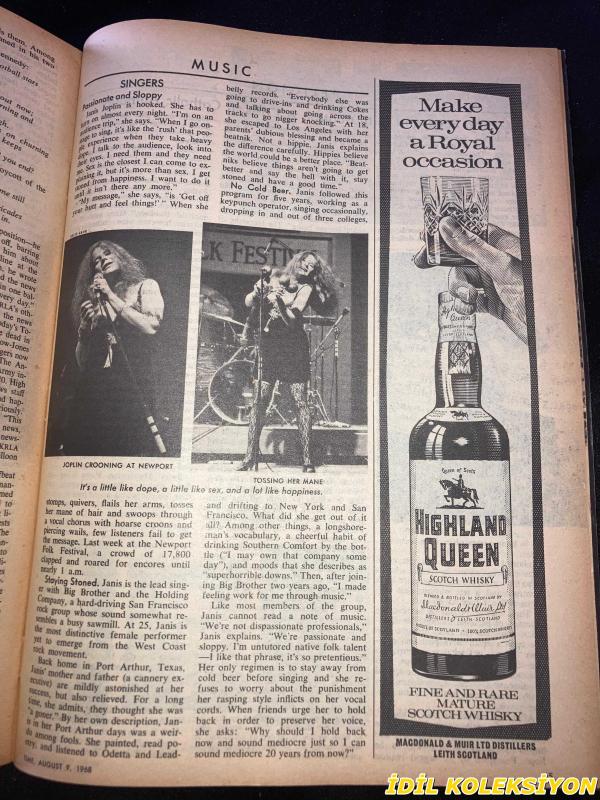 MUSIC
SINGERS
Passionate and Sloppy
Janis Joplin is hooked. She has to
perform almost every night. "I'm on an
audience trip," she says. "When I go on-
to sing, it's like the 'rush' that peo-
experience when they take heavy
dope. I talk to the audience, look into
eyes. I need them and they need
me. Sex is the closest I can come to ex-
it, but it's more than sex. I get
stoned from happiness. I want to do it
it isn't there any more."
"My message," she says, "is 'Get off
your butt and feel things!' " When she
stomps, quivers, flails her arms, tosses
her mane of hair and swoops through
a vocal chorus with hoarse croons and
piercing wails, few listeners fail to get
the message. Last week at the Newport
Folk Festival, a crowd of 17,800
clapped and roared for encores until
nearly 1 a.m.
Staying Stoned. Janis is the lead sing-
er with Big Brother and the Holding
Company, a hard-driving San Francisco
rock group whose sound somewhat re-
sembles a busy sawmill. At 25, Janis is
the most distinctive female performer
yet to emerge from the West Coast
rock movement.
Back home in Port Arthur, Texas,
Janis' mother and father (a cannery ex-
ecutive) are mildly astonished at her
success, but also relieved. For a long
time, she admits, they thought she was
"a goner." By her own description, Jan-
is in her Port Arthur days was a weir-
do among fools. She painted, read po-
etry, and listened to Odetta and Lead-
belly records. "Everybody else was
going to drive-ins and drinking Cokes
and talking about going across the
tracks to go nigger knocking." At 18,
she escaped to Los Angeles with her
parents' dubious blessing and became a
beatnik. Not a hippie, Janis explains
the difference carefully. Hippies believe
the world could be a better place. "Beat-
niks believe things aren't going to get
better and say the hell with it, stay
stoned and have a good time."
No Cold Beer. Janis followed this
program for five years, working as a
keypunch operator, singing occasionally,
dropping in and out of three colleges,
and drifting to New York and San
Francisco. What did she get out of it
all? Among other things, a longshore-
man's vocabulary, a cheerful habit of
drinking Southern Comfort by the bot-
tle ("I may own that company some
day"), and moods that she describes as
"superhorrible downs." Then, after join-
ing Big Brother two years ago, "I made
feeling work for me through music."
Like most members of the group,
Janis cannot read a note of music.
"We're not dispassionate professionals,"
Janis explains. "We're passionate and
sloppy. I'm untutored native folk talent
—I like that phrase, it's so pretentious."
Her only regimen is to stay away from
cold beer before singing and she re-
fuses to worry about the punishment
her rasping style inflicts on her vocal
cords. When friends urge her to hold
back in order to preserve her voice,
she asks: "Why should I hold back
now and sound mediocre just so I can
sound mediocre 20 years from now?"
FOLK FESTIV
JOPLIN CROONING AT NEWPORT
TOSSING HER MANE
It's a little like dope, a little like sex, and a lot like happiness.
TIME, AUGUST 9, 1968
Make
every day
a Royal
occasion
Highland
Queen
Queen of Scots
HIGHLAND
QUEEN
SCOTCH WHISKY
BLENDED & BOTTLED IN SCOTLAND BY
Macdonald & Muir Ltd
DISTILLERS LEITH·SCOTLAND
100% SCOTCH WHISKIES
FINE AND RARE
MATURE
SCOTCH WHISKY
MACDONALD & MUIR LTD DISTILLERS
LEITH SCOTLAND
İDİL KOLEKSİYON